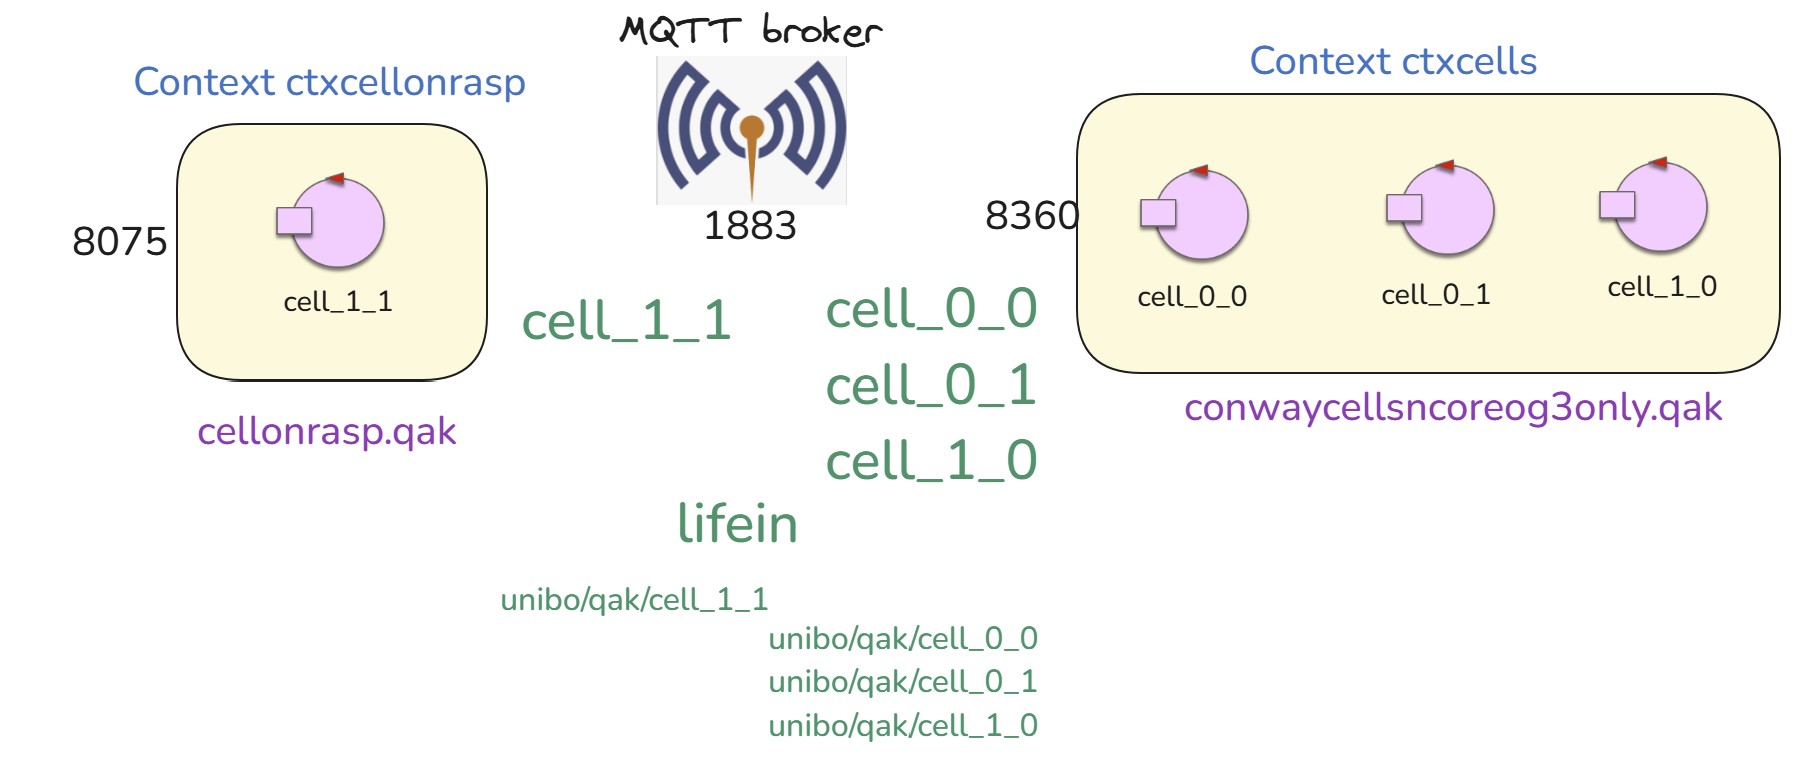 MQTT broker
Context ctxcellonrasp
Context ctxcells
8075
1883
8360
cell_1_1
cell_0_0
cell_0_1
cell_1_0
cell_1_1
cell_0_0
cell_0_1
cell_1_0
cellonrasp.qak
conwaycellsncoreog3only.qak
lifein
unibo/qak/cell_1_1
unibo/qak/cell_0_0
unibo/qak/cell_0_1
unibo/qak/cell_1_0